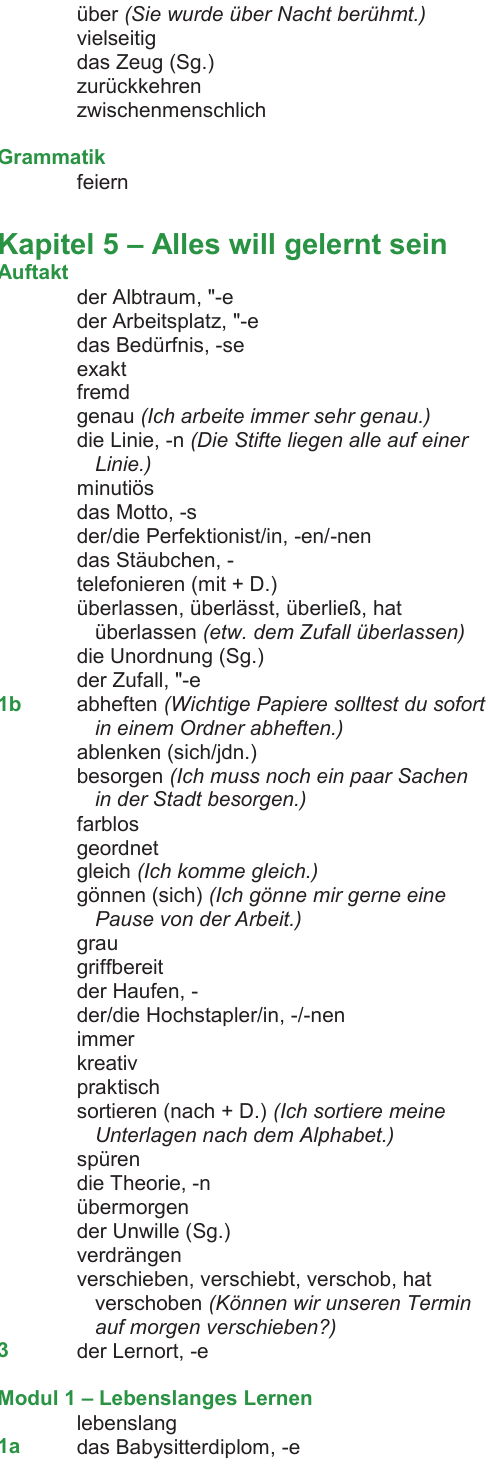 über (Sie wurde über Nacht berühmt.)
vielseitig
das Zeug (Sg.)
zurückkehren
zwischenmenschlich
Grammatik
feiern
Kapitel 5 – Alles will gelernt sein
Auftakt
der Albtraum, "-e
der Arbeitsplatz, "-e
das Bedürfnis, -se
exakt
fremd
genau (Ich arbeite immer sehr genau.)
die Linie, -n (Die Stifte liegen alle auf einer
Linie.)
minutiös
das Motto, -s
der/die Perfektionist/in, -en/-nen
das Stäubchen, -
telefonieren (mit + D.)
überlassen, überlässt, überließ, hat
überlassen (etw. dem Zufall überlassen)
die Unordnung (Sg.)
der Zufall, "-e
1b abheften (Wichtige Papiere solltest du sofort
in einem Ordner abheften.)
ablenken (sich/jdn.)
besorgen (Ich muss noch ein paar Sachen
in der Stadt besorgen.)
farblos
geordnet
gleich (Ich komme gleich.)
gönnen (sich) (Ich gönne mir gerne eine
Pause von der Arbeit.)
grau
griffbereit
der Haufen, -
der/die Hochstapler/in, -/-nen
immer
kreativ
praktisch
sortieren (nach + D.) (Ich sortiere meine
Unterlagen nach dem Alphabet.)
spüren
die Theorie, -n
übermorgen
der Unwille (Sg.)
verdrängen
verschieben, verschiebt, verschob, hat
verschoben (Können wir unseren Termin
auf morgen verschieben?)
3 der Lernort, -e
Modul 1 – Lebenslanges Lernen
lebenslang
1a das Babysitterdiplom, -e